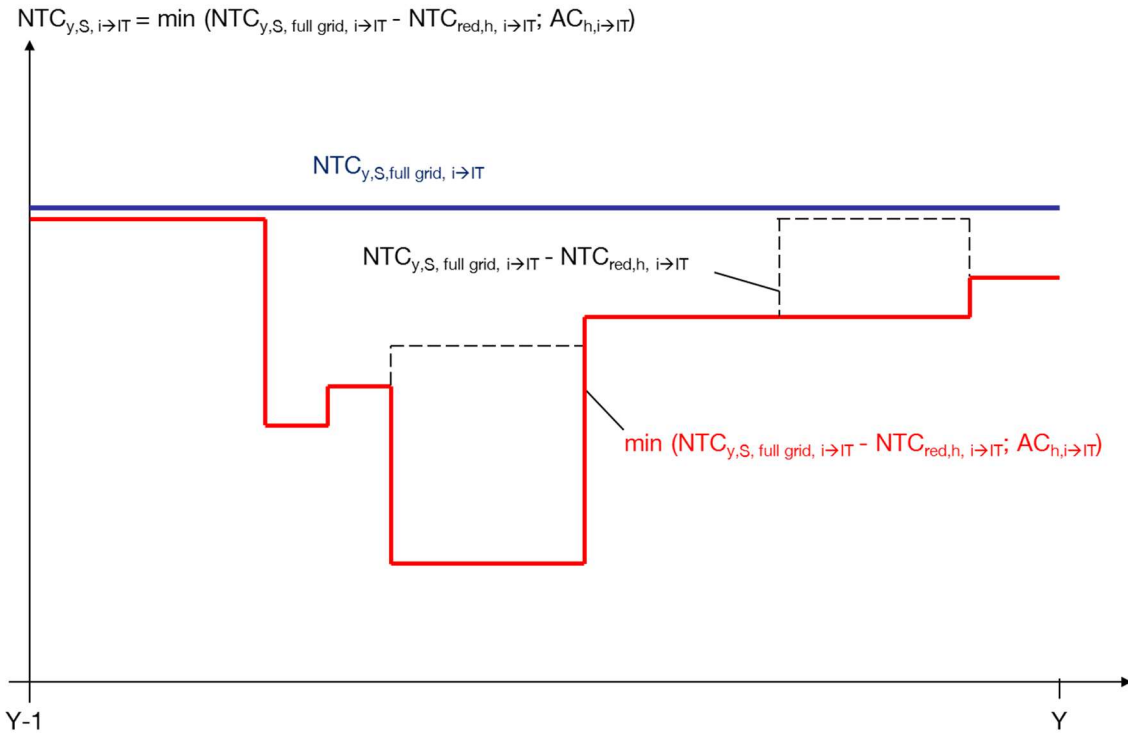 NTCy,S, i→IT = min (NTCy,S, full grid, i→IT - NTCred,h, i→IT; ACh,i→IT)
NTCy,S,full grid, i→IT
NTCy,S, full grid, i→IT - NTCred,h, i→IT
min (NTCy,S, full grid, i→IT - NTCred,h, i→IT; ACh,i→IT)
Y-1
Y